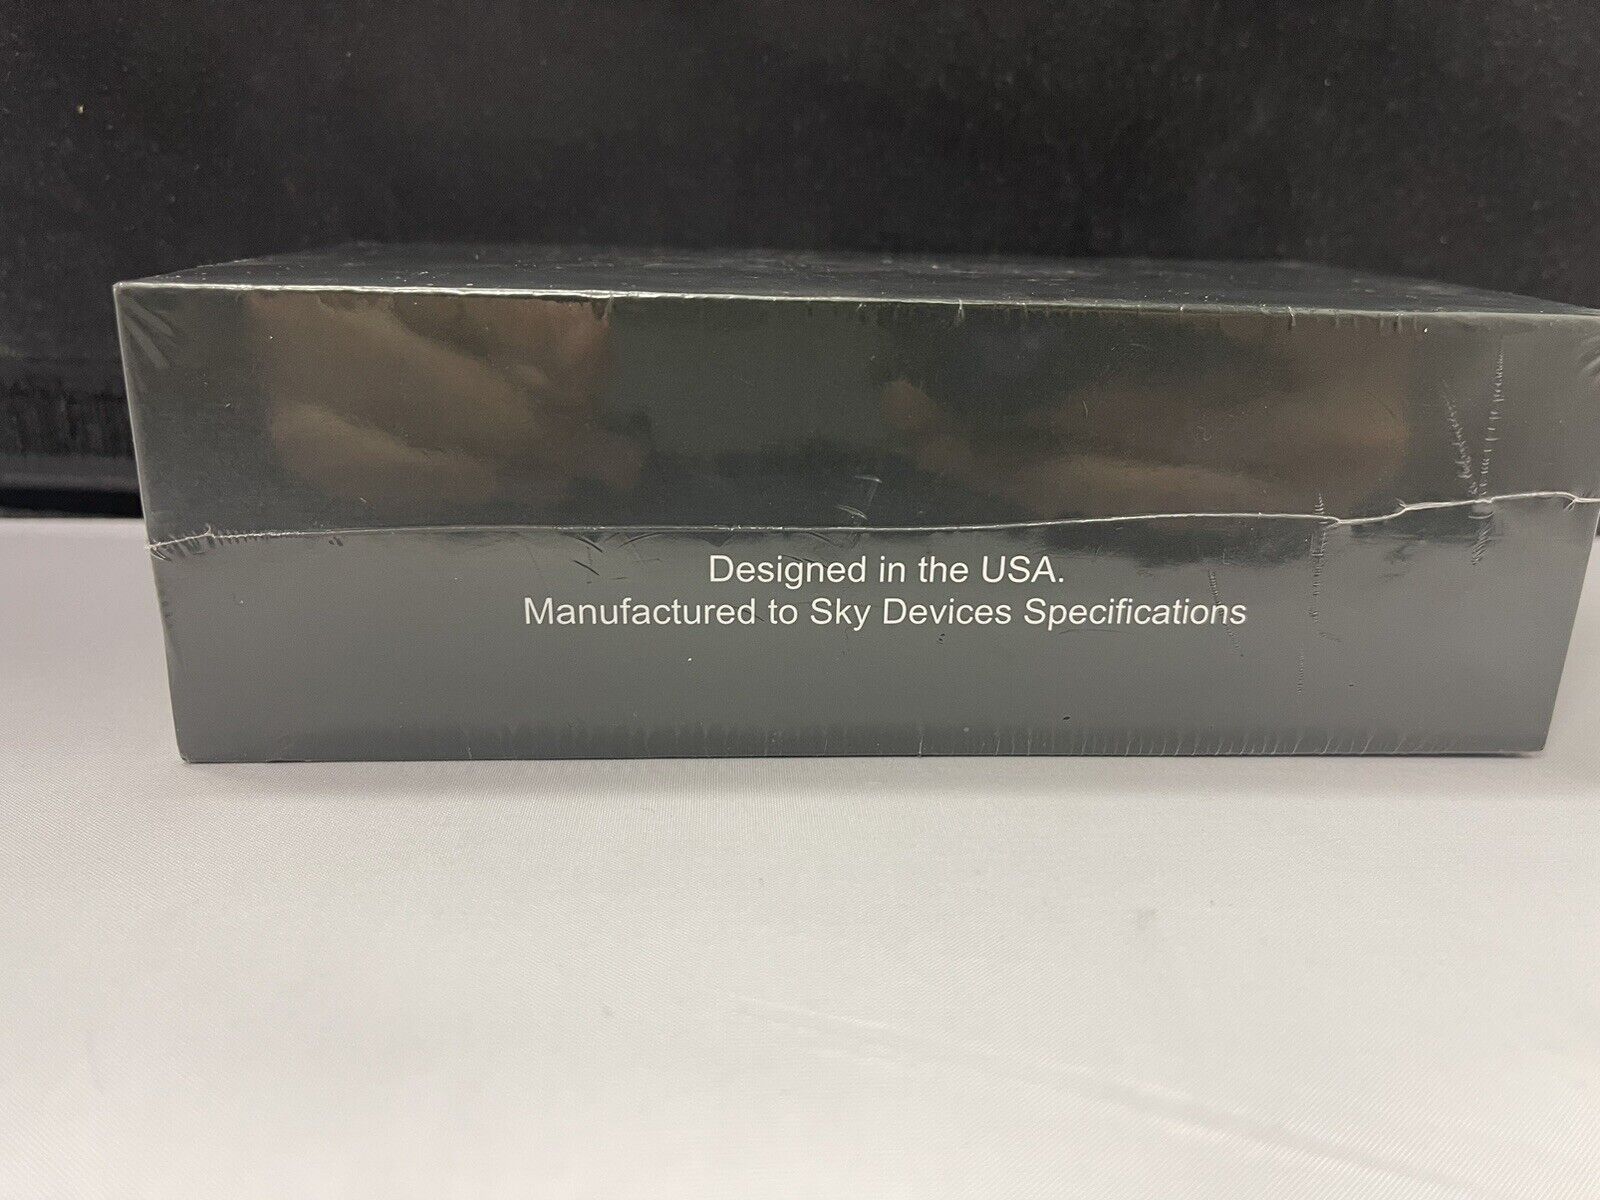 Designed in the USA.
Manufactured to Sky Devices Specifications